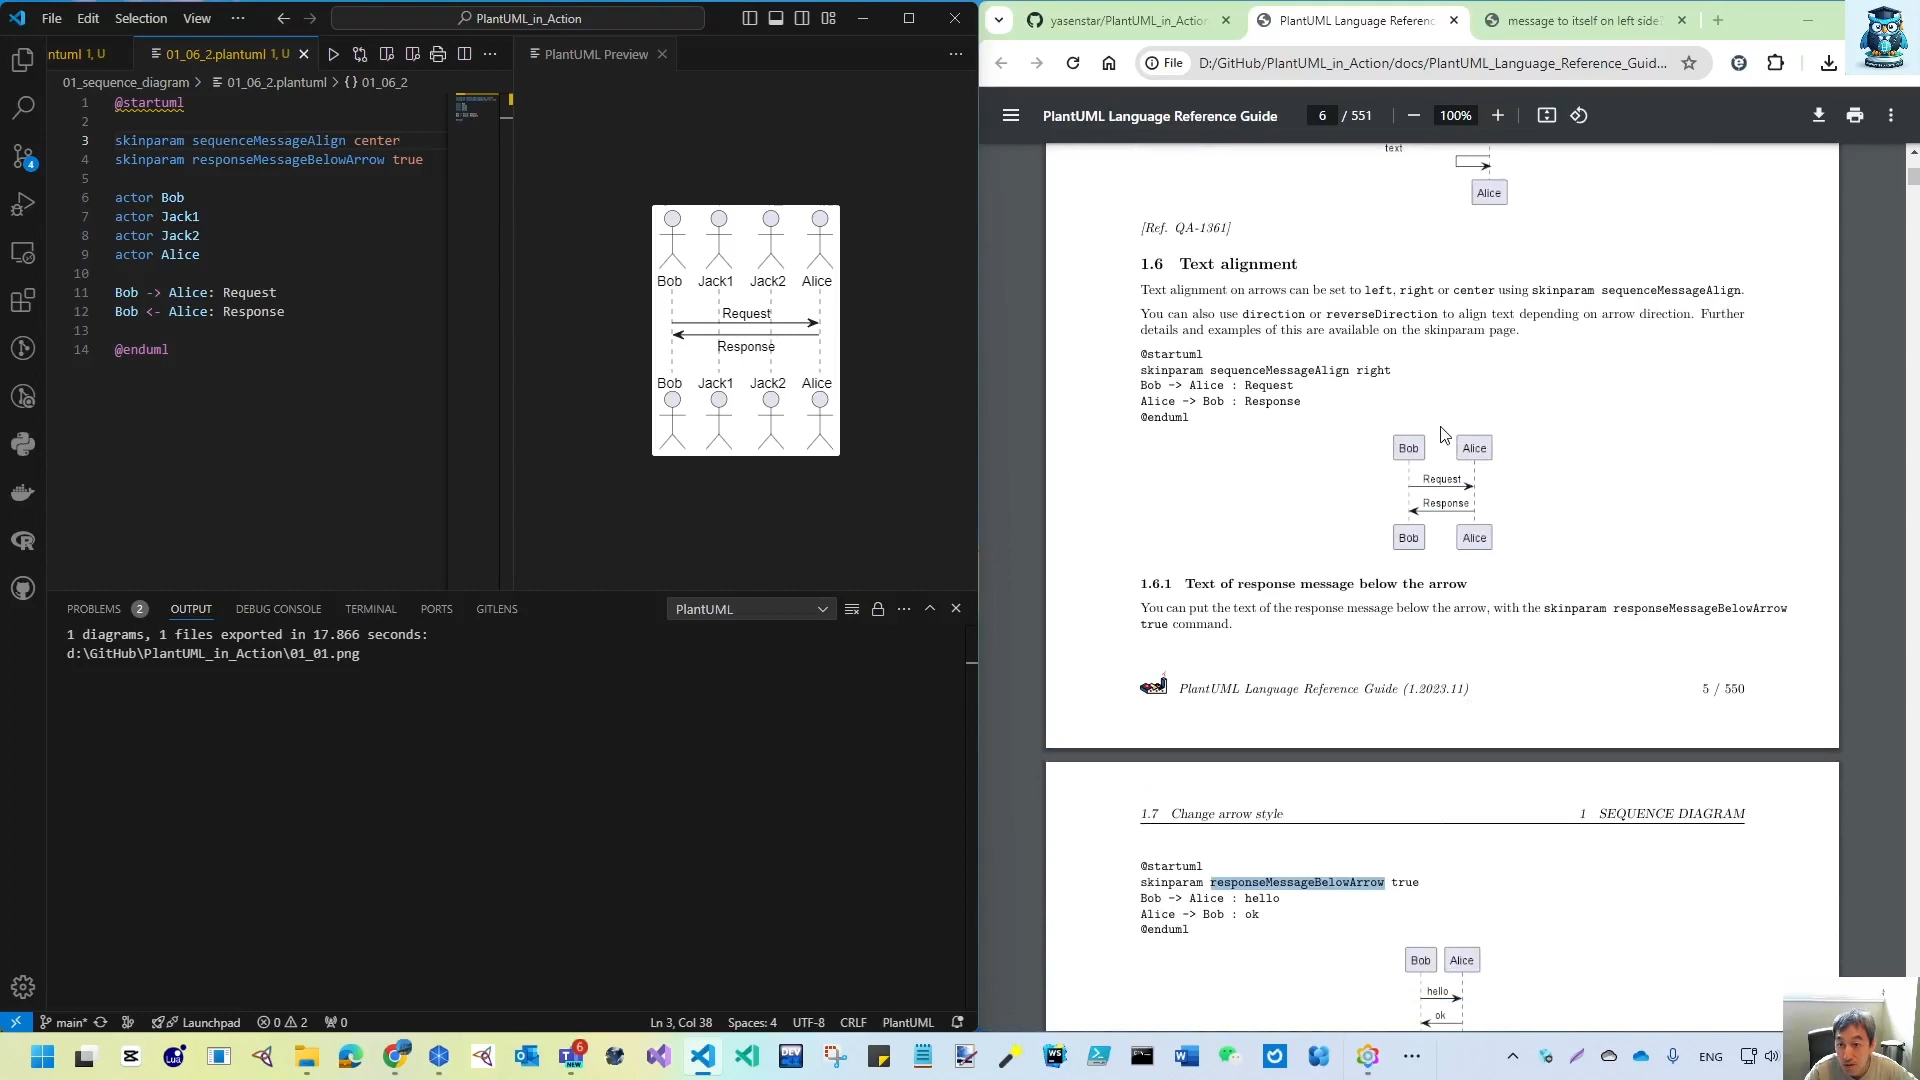 File Edit Selection View ··· PlantUML_in_Action
ntuml 1, U 01_06_2.plantuml 1, U PlantUML Preview
01_sequence_diagram > 01_06_2.plantuml > {} 01_06_2
1 @startuml
2
3 skinparam sequenceMessageAlign center
4 skinparam responseMessageBelowArrow true
5
6 actor Bob
7 actor Jack1
8 actor Jack2
9 actor Alice
10
11 Bob -> Alice: Request
12 Bob <- Alice: Response
13
14 @enduml
Bob Jack1 Jack2 Alice
Request
Response
Bob Jack1 Jack2 Alice
4
PROBLEMS 2 OUTPUT DEBUG CONSOLE TERMINAL PORTS GITLENS PlantUML
1 diagrams, 1 files exported in 17.866 seconds:
d:\GitHub\PlantUML_in_Action\01_01.png
main* Launchpad 0 2 0 Ln 3, Col 38 Spaces: 4 UTF-8 CRLF PlantUML
yasenstar/PlantUML_in_Action PlantUML Language Referenc message to itself on left side?
File D:/GitHub/PlantUML_in_Action/docs/PlantUML_Language_Reference_Guid...
PlantUML Language Reference Guide 6 / 551 100%
text
Alice
[Ref. QA-1361]
1.6 Text alignment
Text alignment on arrows can be set to left, right or center using skinparam sequenceMessageAlign.
You can also use direction or reverseDirection to align text depending on arrow direction. Further
details and examples of this are available on the skinparam page.
@startuml
skinparam sequenceMessageAlign right
Bob -> Alice : Request
Alice -> Bob : Response
@enduml
Bob Alice
Request
Response
Bob Alice
1.6.1 Text of response message below the arrow
You can put the text of the response message below the arrow, with the skinparam responseMessageBelowArrow
true command.
PlantUML Language Reference Guide (1.2023.11) 5 / 550
1.7 Change arrow style 1 SEQUENCE DIAGRAM
@startuml
skinparam responseMessageBelowArrow true
Bob -> Alice : hello
Alice -> Bob : ok
@enduml
Bob Alice
hello
ok
Lua DEV WS 6 NEW ENG